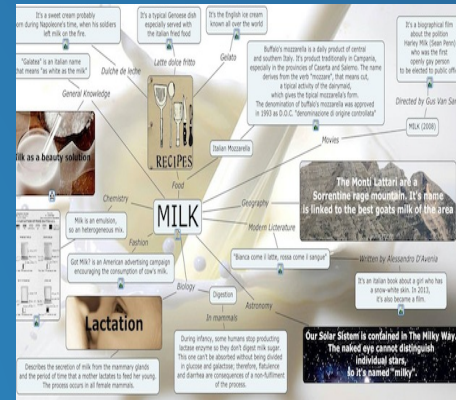 It's a sweet cream probably
orn during Napoleone's time, when his soldiers
left milk on the fire.
It's a typical Genoese dish
especially served with
the italian fried food
It's the English ice cream
known all over the world
It's a biographical film
about the polition
Harley Milk (Sean Penn)
who was the first
openly gay person
to be elected to public offi
"Galatea" is an italian name
that means "as white as the milk"
Dulche de leche
Latte dolce fritto
Gelato
Buffalo's mozzarella is a daily product of central
and southern Italy. It's product tradionally in Campania,
especially in the provinces of Caserta and Salerno. The name
derives from the verb "mozzare", that means cut,
a typical activity of the dairymaid,
which gives the typical mozzarella's form.
The denomination of buffalo's mozzarella was approved
in 1993 as D.O.C. "denominazione di origine controllata"
General Knowledge
Directed by Gus Van San
MILK (2008)
Movies
Italian Mozzarella
RECIPES
Food
ilk as a beauty solution
Chemistry
MILK
Geography
The Monti Lattari are a
Sorrentine rage mountain. It's name
is linked to the best goats milk of the area
Milk is an emulsion,
so an heterogeneous mix.
Fashion
Modern Licterature
Got Milk? is an American advertising campaign
encouraging the consumption of cow's milk.
"Bianca come il latte, rossa come il sangue"
Written by Alessandro D'Avenia
It's an italian book about a girl who has
a snow-white skin. In 2013,
it's also became a film.
Biology
Digestion
In mammals
Astronomy
Lactation
Our Solar Sistem is contained in The Milky Way.
The naked eye cannot distinguish
individual stars,
so it's named "milky".
Describes the secretion of milk from the mammary glands
and the period of time that a mother lactates to feed her young.
The process occurs in all female mammals.
During infancy, some humans stop producing
lactase enzyme so they don't digest milk sugar.
This one can't be absorbed without being divided
in glucose and galactose; therefore, flatulence
and diarrhea are consequences of a non-fulfilment
of the process.